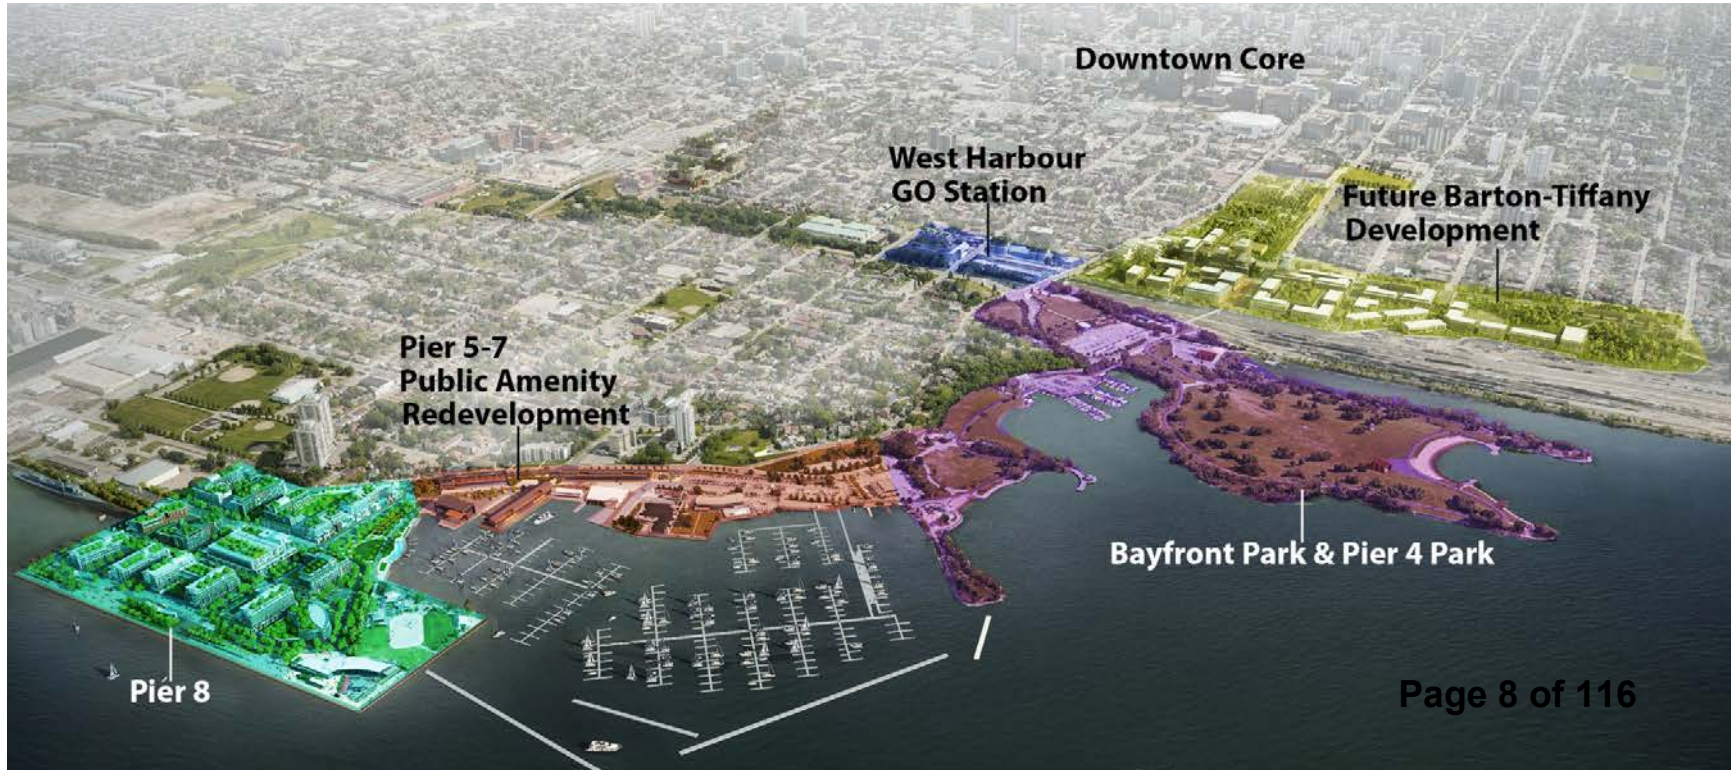 Downtown Core
West Harbour
GO Station
Future Barton-Tiffany
Development
Pier 5-7
Public Amenity
Redevelopment
Bayfront Park & Pier 4 Park
Pier 8
Page 8 of 116